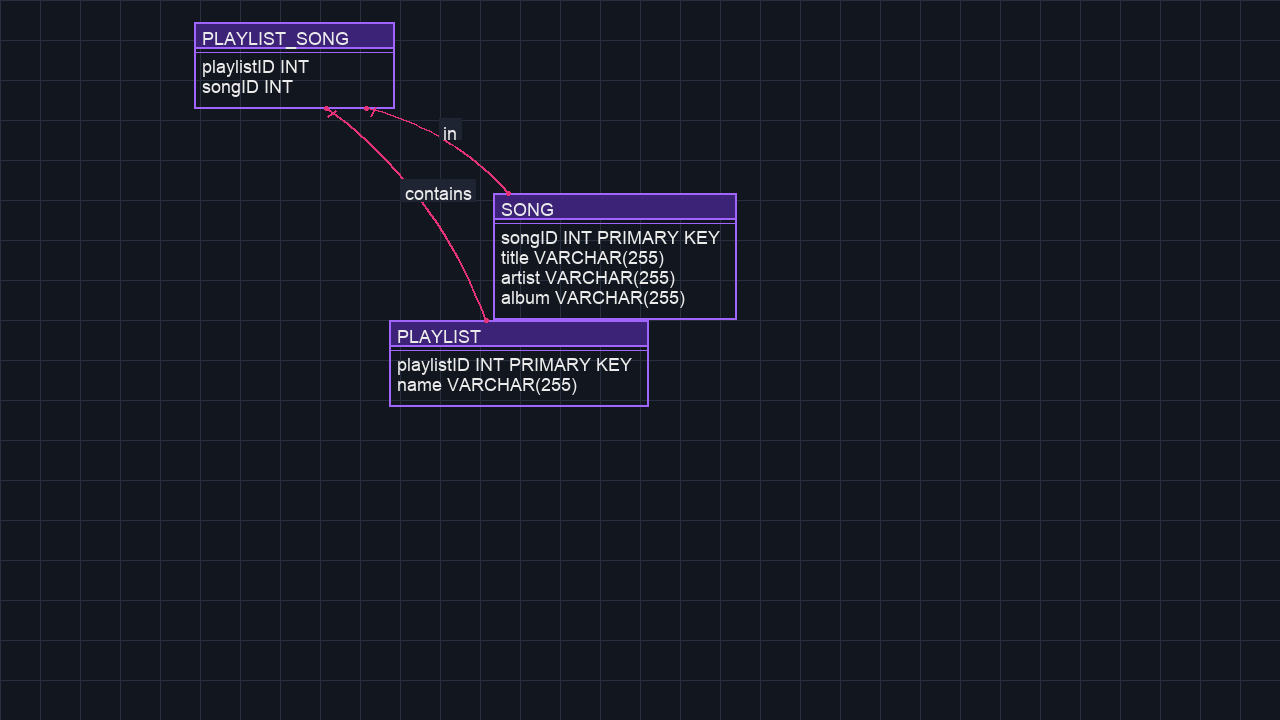 PLAYLIST_SONG
playlistID INT
songID INT
in
contains
SONG
songID INT PRIMARY KEY
title VARCHAR(255)
artist VARCHAR(255)
album VARCHAR(255)
PLAYLIST
playlistID INT PRIMARY KEY
name VARCHAR(255)